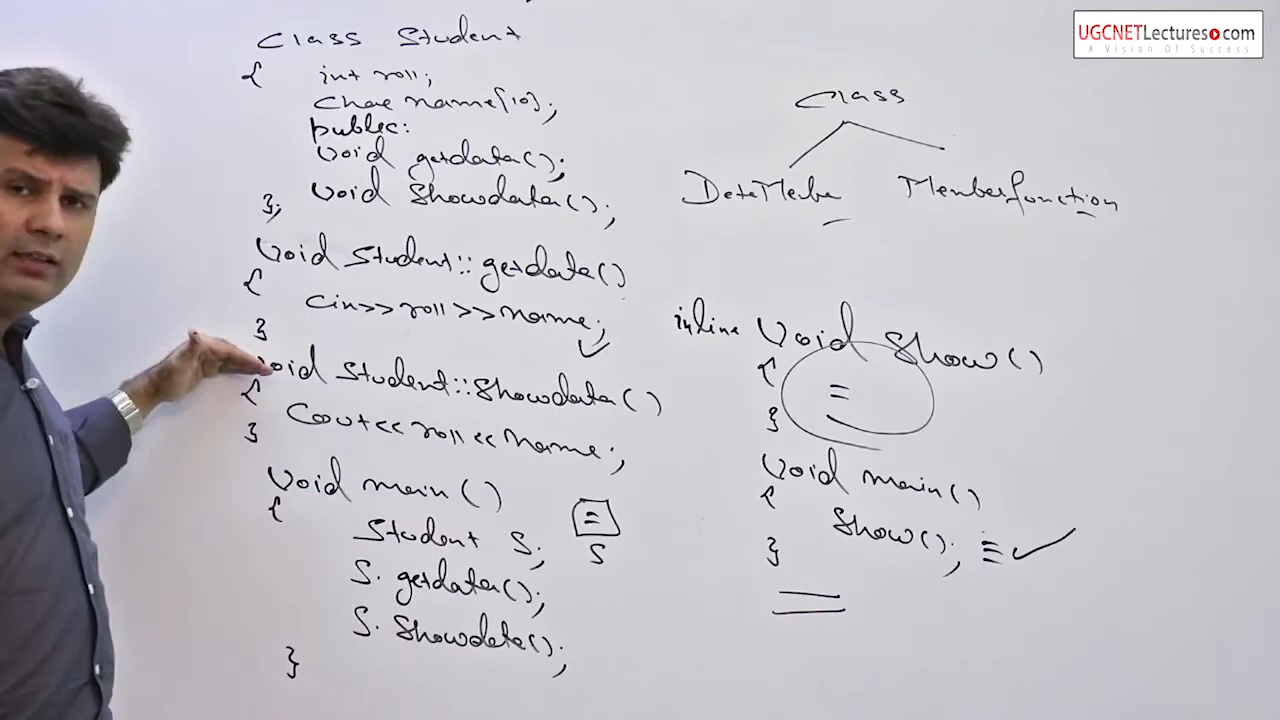 Class Student
{ int roll;
char name[10];
public:
void getdata();
void Showdata();
};
Void Student::getdata()
{
Cin>>roll>>name;
}
Void Student::Showdata()
{
Cout<<roll<<name;
}
Void main()
{
Student S;
S. getdata();
S. Showdata();
}
S
UGCNETLectures.com
A Vision Of Success
Class
DataMembe Memberfunction
inline Void Show()
{
}
Void main()
{
Show();
}